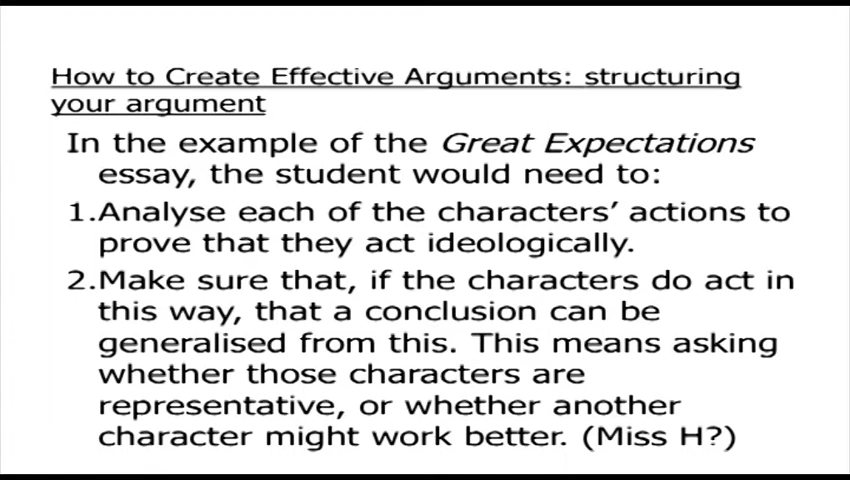 How to Create Effective Arguments: structuring
your argument
In the example of the Great Expectations
essay, the student would need to:
1.Analyse each of the characters’ actions to
prove that they act ideologically.
2.Make sure that, if the characters do act in
this way, that a conclusion can be
generalised from this. This means asking
whether those characters are
representative, or whether another
character might work better. (Miss H?)